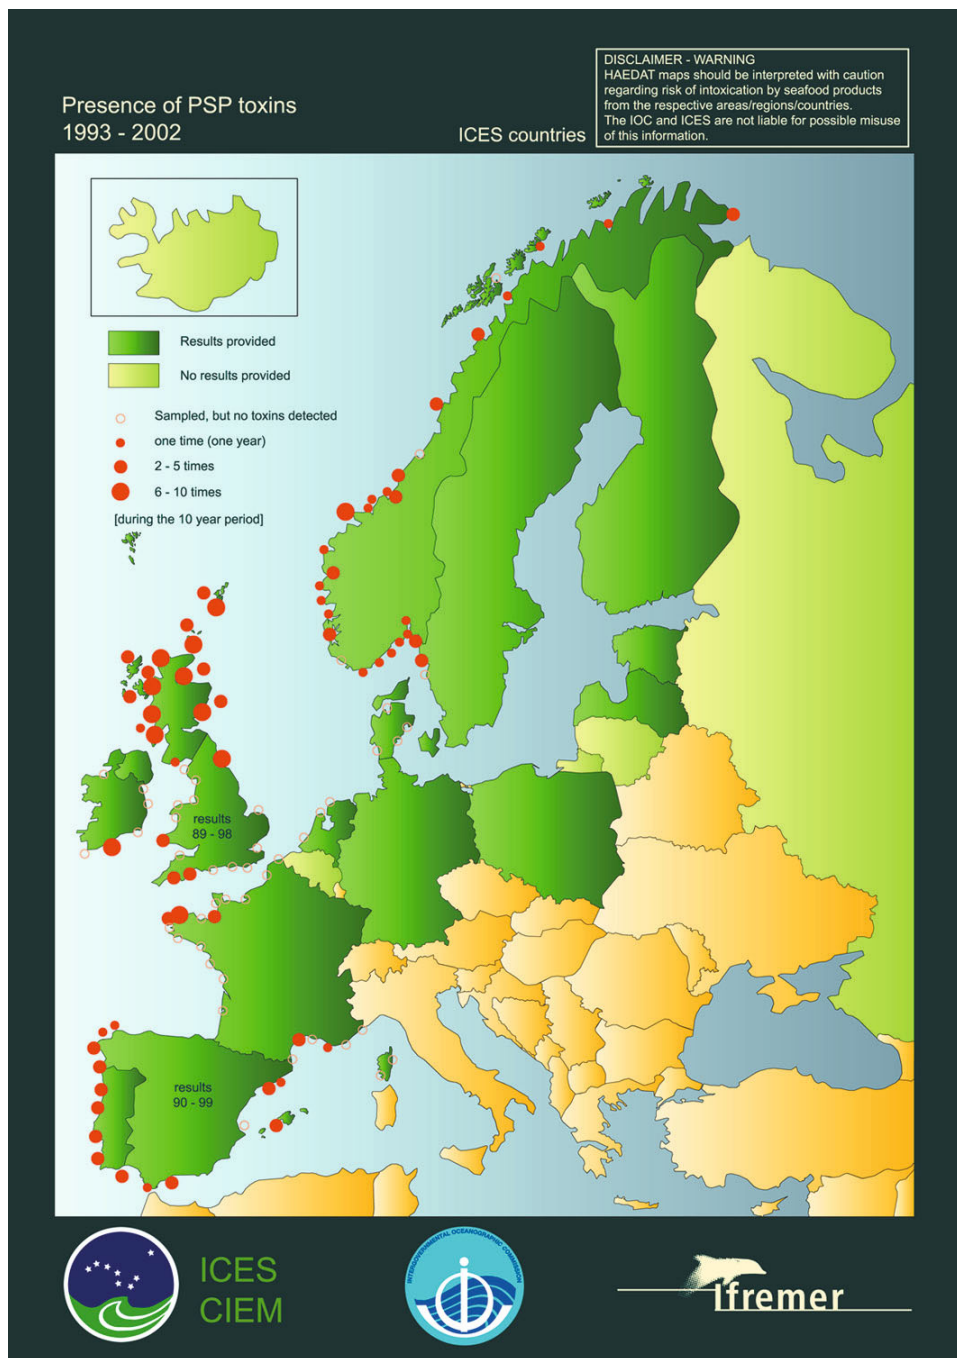 DISCLAIMER - WARNING
HAEDAT maps should be interpreted with caution
regarding risk of intoxication by seafood products
from the respective areas/regions/countries.
The IOC and ICES are not liable for possible misuse
of this information.
Presence of PSP toxins
1993 - 2002
ICES countries
Results provided
No results provided
Sampled, but no toxins detected
one time (one year)
2 - 5 times
6 - 10 times
[during the 10 year period]
results
89 - 98
results
90 - 99
ICES
CIEM
INTERGOVERNMENTAL OCEANOGRAPHIC COMMISSION
Ifremer